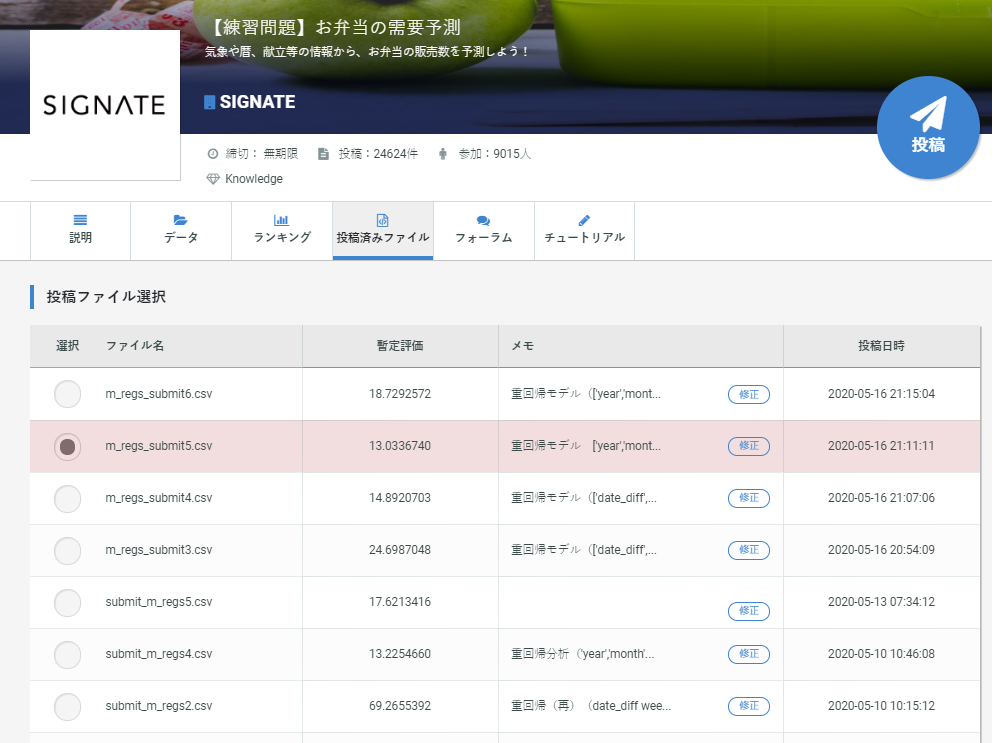 【練習問題】お弁当の需要予測
気象や暦、献立等の情報から、お弁当の販売数を予測しよう！
SIGNATE
SIGNATE
投稿
締切： 無期限 投稿：24624件 参加：9015人
Knowledge
説明 データ ランキング 投稿済みファイル フォーラム チュートリアル
投稿ファイル選択
選択 ファイル名 暫定評価 メモ 投稿日時
m_regs_submit6.csv 18.7292572 重回帰モデル（['year','mont... 修正 2020-05-16 21:15:04
m_regs_submit5.csv 13.0336740 重回帰モデル　['year','mont... 修正 2020-05-16 21:11:11
m_regs_submit4.csv 14.8920703 重回帰モデル（['date_diff',... 修正 2020-05-16 21:07:06
m_regs_submit3.csv 24.6987048 重回帰モデル（['date_diff',... 修正 2020-05-16 20:54:09
submit_m_regs5.csv 17.6213416 修正 2020-05-13 07:34:12
submit_m_regs4.csv 13.2254660 重回帰分析（'year','month'... 修正 2020-05-10 10:46:08
submit_m_regs2.csv 69.2655392 重回帰（再）（date_diff wee... 修正 2020-05-10 10:15:12